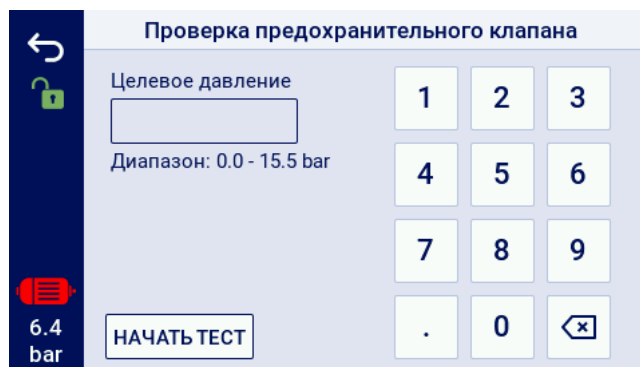 Проверка предохранительного клапана
Целевое давление
Диапазон: 0.0 - 15.5 bar
1 2 3
4 5 6
7 8 9
. 0
6.4
bar
НАЧАТЬ ТЕСТ